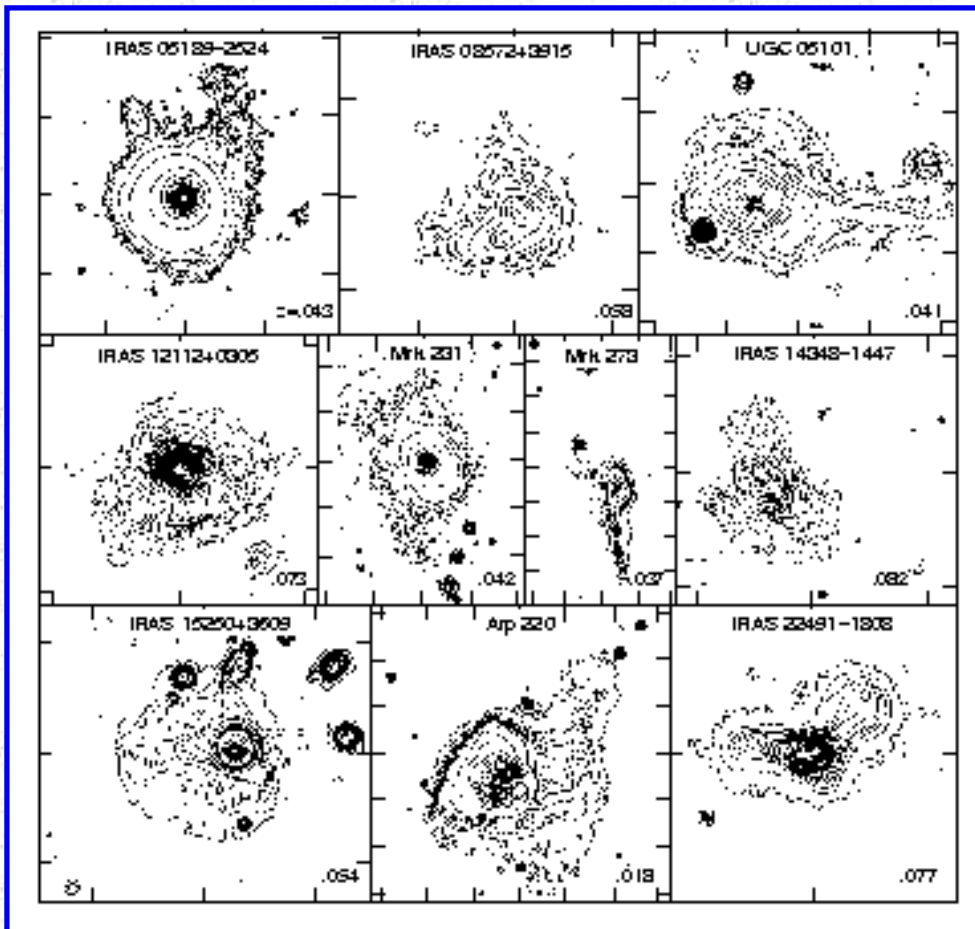 IRAS 05189-2524
IRAS 08572+3915
UGC 05101
z=.043
.058
.041
IRAS 12112+0305
Mrk 231
Mrk 273
IRAS 14348-1447
.073
.042
.037
.082
IRAS 15250+3609
Arp 220
IRAS 22491-1808
.054
.018
.077